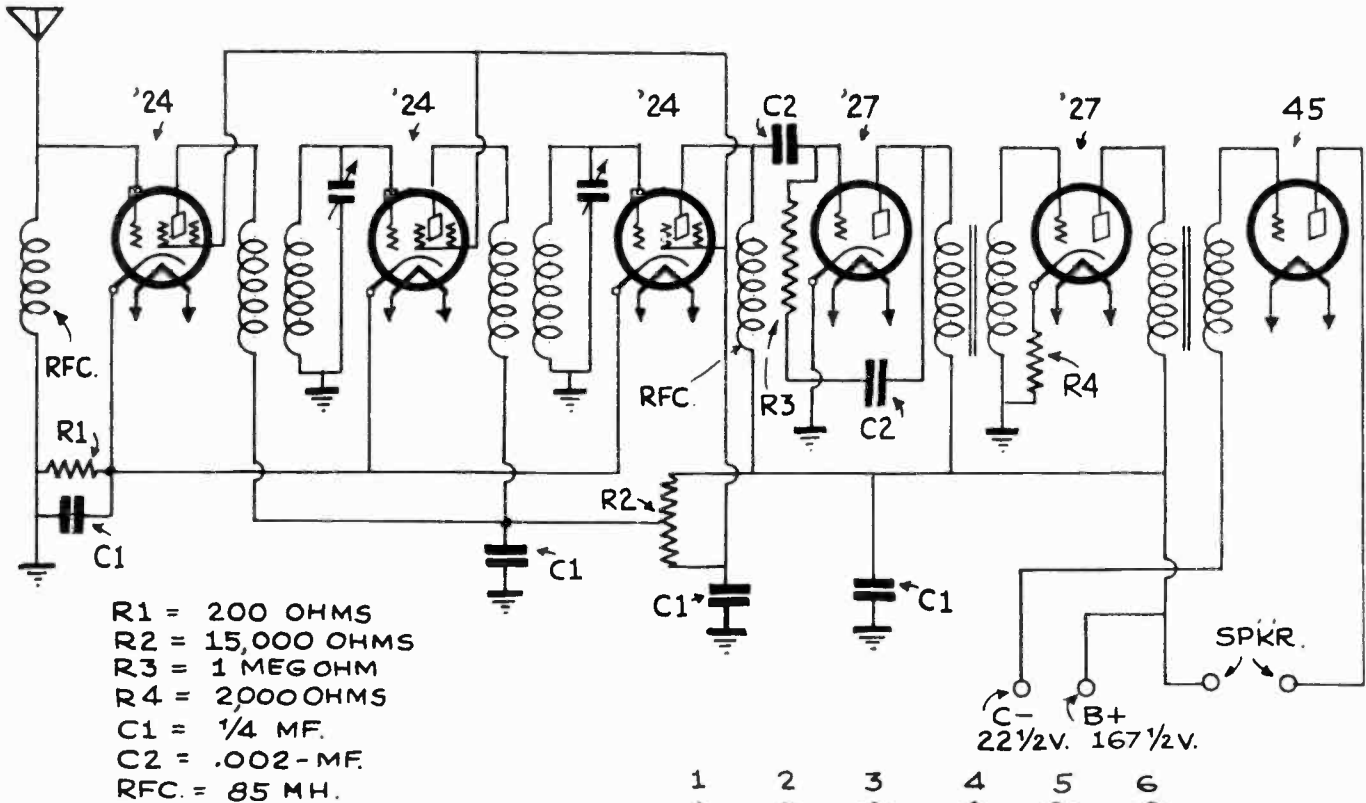 '24
'24
'24
C2
'27
'27
45
RFC.
R1
C1
RFC.
R3
C2
R4
R2
C1
C1
C1
SPKR.
C-
22½V.
B+
167½V.
R1 = 200 OHMS
R2 = 15,000 OHMS
R3 = 1 MEGOHM
R4 = 2,000 OHMS
C1 = 1/4 MF.
C2 = .002-MF.
RFC. = 85 MH.
1 2 3 4 5 6